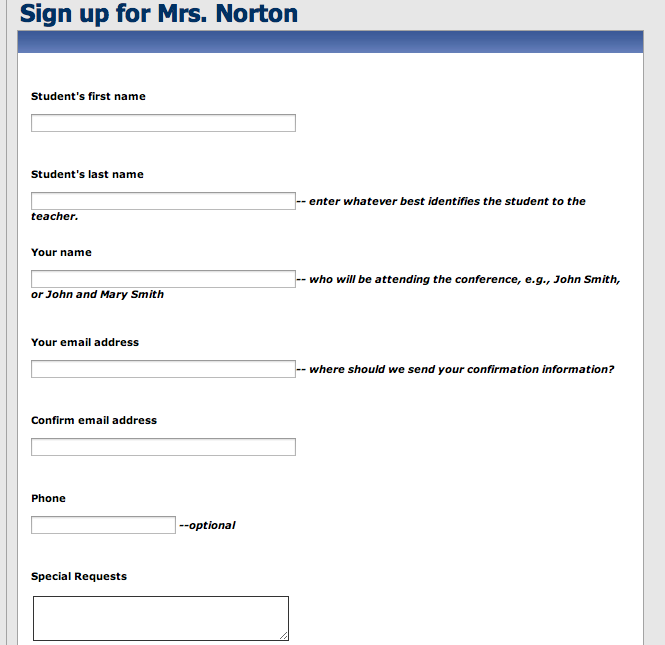 Sign up for Mrs. Norton
Student's first name
Student's last name
-- enter whatever best identifies the student to the
teacher.
Your name
-- who will be attending the conference, e.g., John Smith,
or John and Mary Smith
Your email address
-- where should we send your confirmation information?
Confirm email address
Phone
--optional
Special Requests